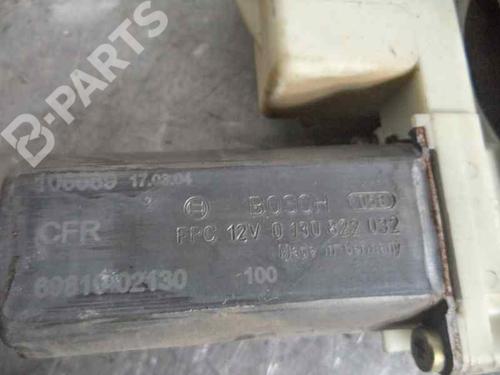 B-PARTS
17.03.04
BOSCH
CFR
FPC 12V 0 130 822 032
Made in Germany
100